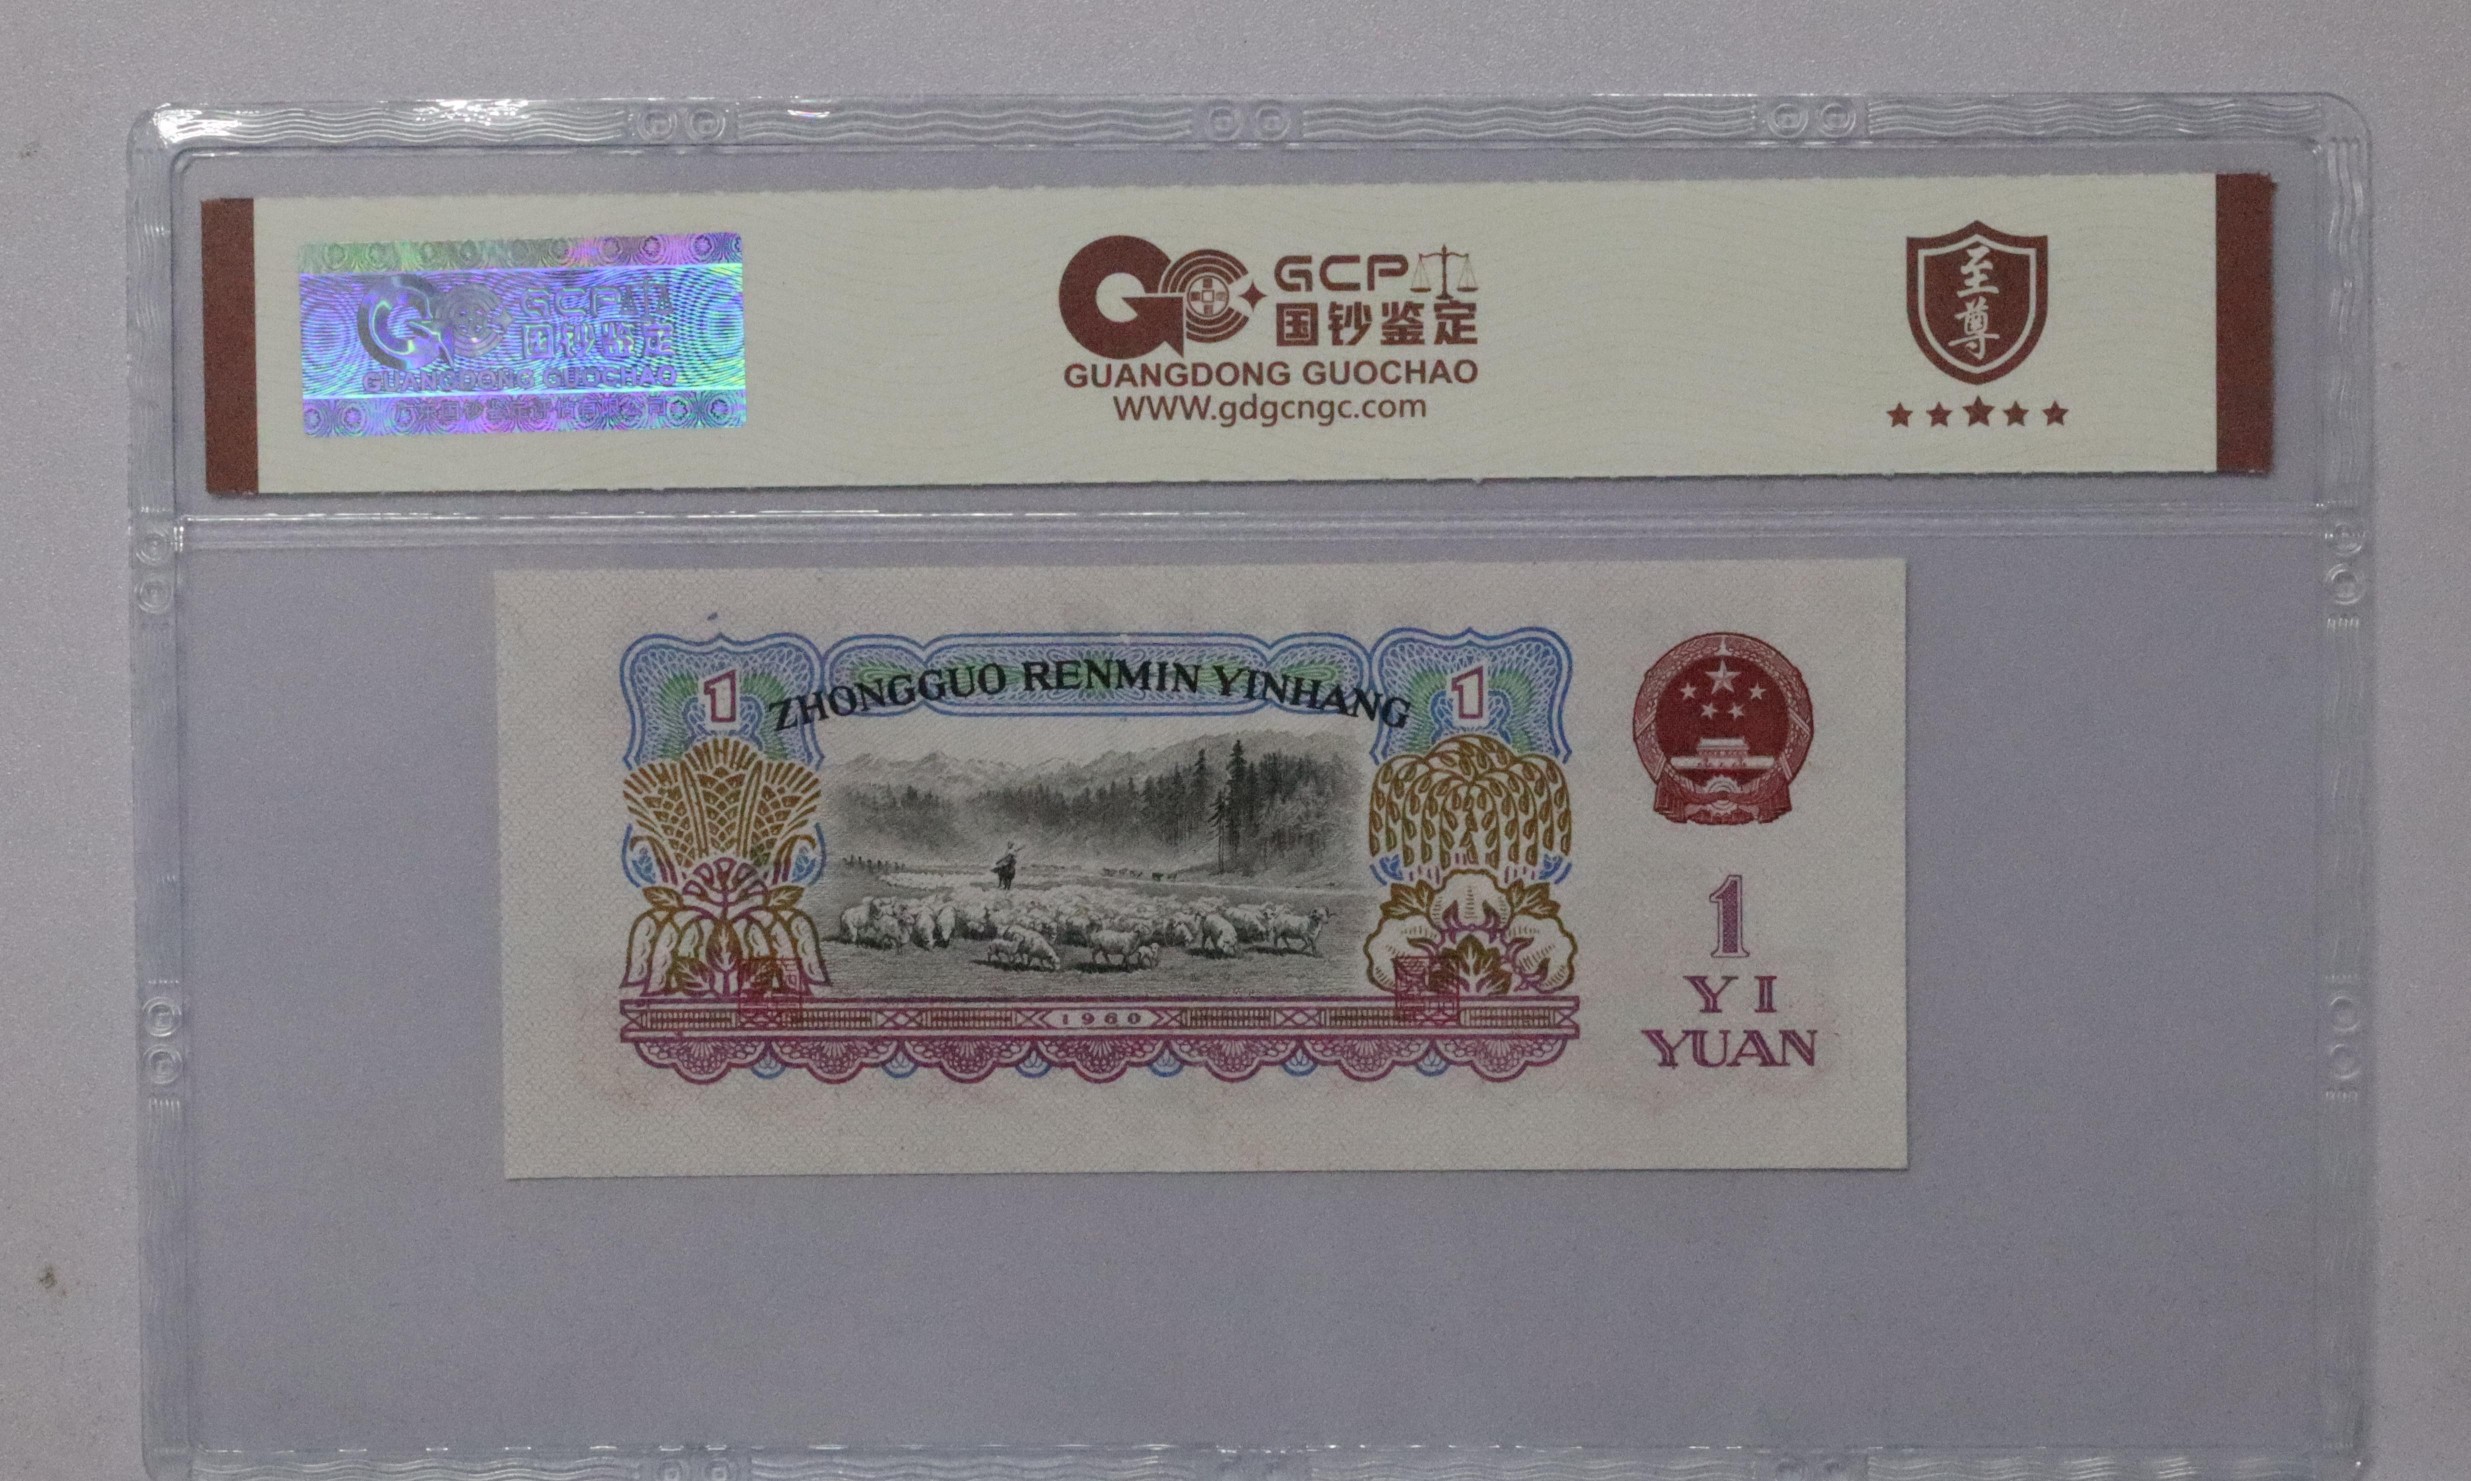 GCP
国钞鉴定
GUANGDONG GUOCHAO
GCP
国钞鉴定
GUANGDONG GUOCHAO
WWW.gdgcngc.com
至尊
1 ZHONGGUO RENMIN YINHANG 1
1960
1
YI
YUAN